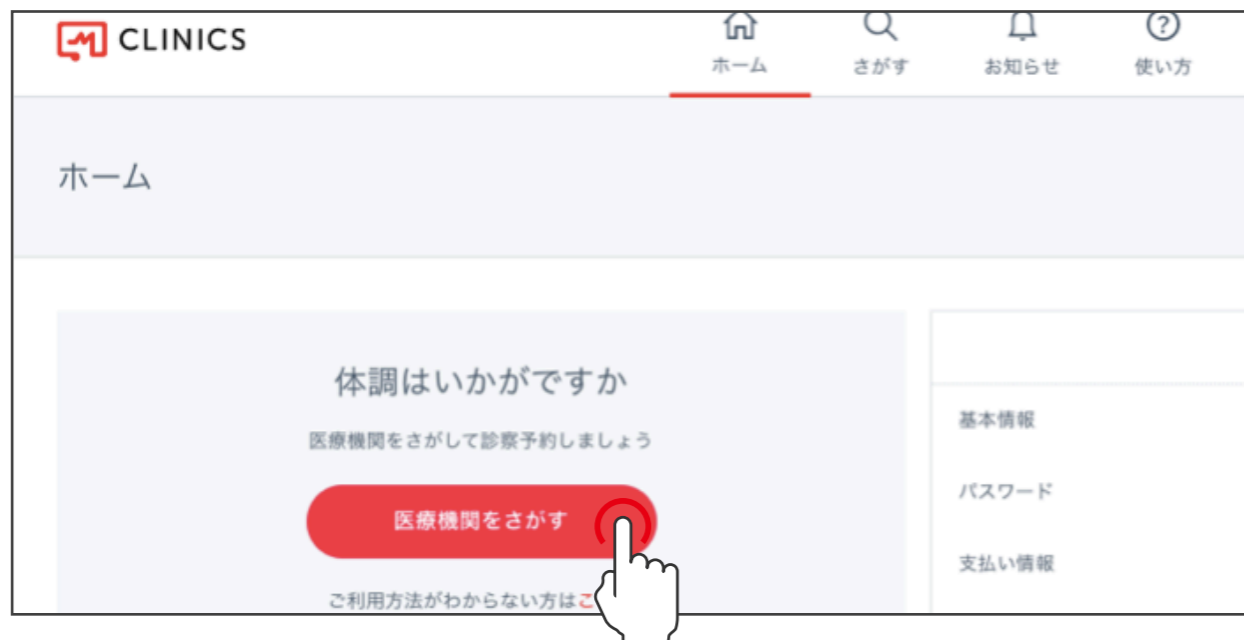 CLINICS
ホーム
さがす
お知らせ
使い方
ホーム
体調はいかがですか
医療機関をさがして診察予約しましょう
医療機関をさがす
ご利用方法がわからない方はこ
基本情報
パスワード
支払い情報